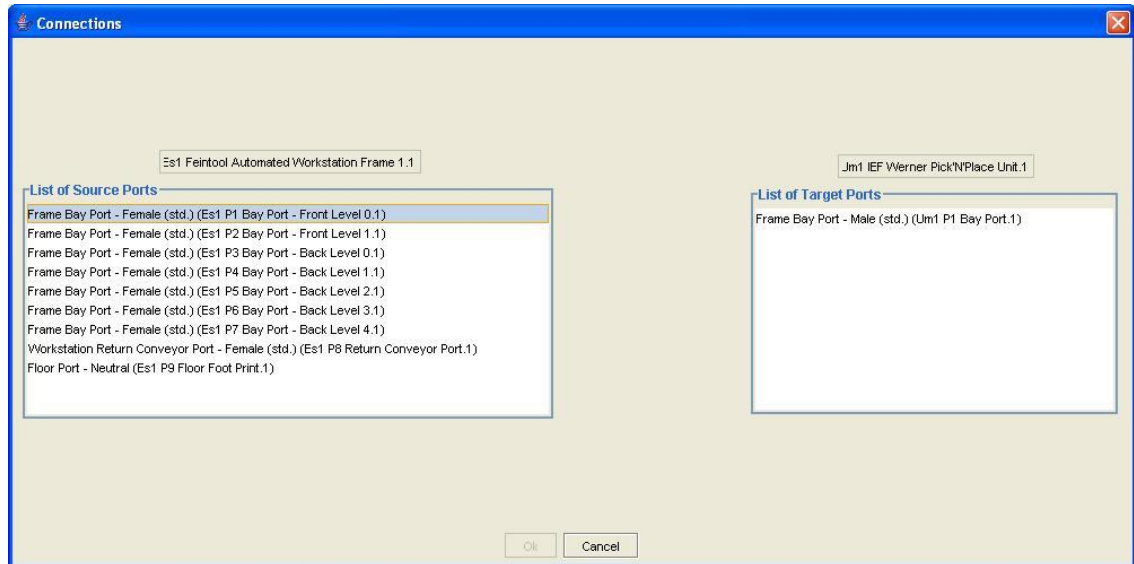 Connections
Es1 Feintool Automated Workstation Frame 1.1
Jm1 IEF Werner Pick'N'Place Unit.1
List of Source Ports
Frame Bay Port - Female (std.) (Es1 P1 Bay Port - Front Level 0.1)
Frame Bay Port - Female (std.) (Es1 P2 Bay Port - Front Level 1.1)
Frame Bay Port - Female (std.) (Es1 P3 Bay Port - Back Level 0.1)
Frame Bay Port - Female (std.) (Es1 P4 Bay Port - Back Level 1.1)
Frame Bay Port - Female (std.) (Es1 P5 Bay Port - Back Level 2.1)
Frame Bay Port - Female (std.) (Es1 P6 Bay Port - Back Level 3.1)
Frame Bay Port - Female (std.) (Es1 P7 Bay Port - Back Level 4.1)
Workstation Return Conveyor Port - Female (std.) (Es1 P8 Return Conveyor Port.1)
Floor Port - Neutral (Es1 P9 Floor Foot Print.1)
List of Target Ports
Frame Bay Port - Male (std.) (Um1 P1 Bay Port.1)
Ok
Cancel